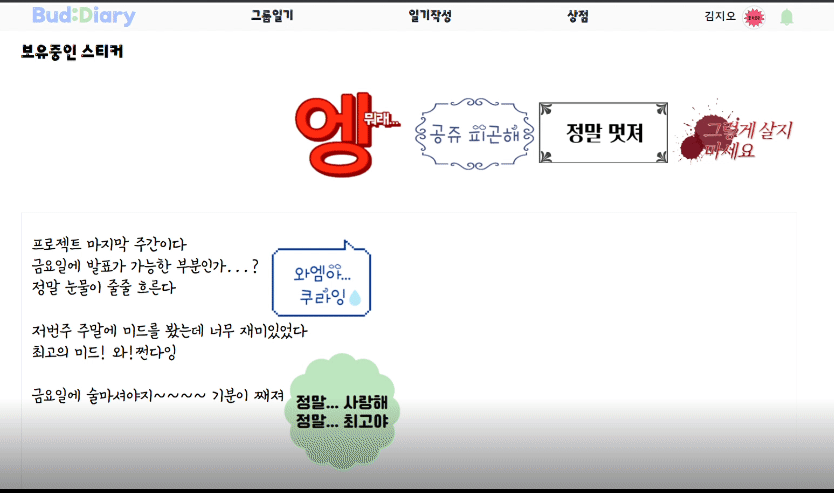 Bud:Diary
그룹일기
일기작성
상점
김지오
보유중인 스티커
앵
뭐래...
공쥬 피곤해
정말 멋져
그렇게 살지
마세요
프로젝트 마지막 주간이다
금요일에 발표가 가능한 부분인가...?
정말 눈물이 줄줄 흐른다
와엠아...
쿠라잉
저번주 주말에 미드를 봤는데 너무 재미있었다
최고의 미드! 와!쩐다잉
금요일에 술마셔야지~~~~ 기분이 째져
정말... 사랑해
정말... 최고야